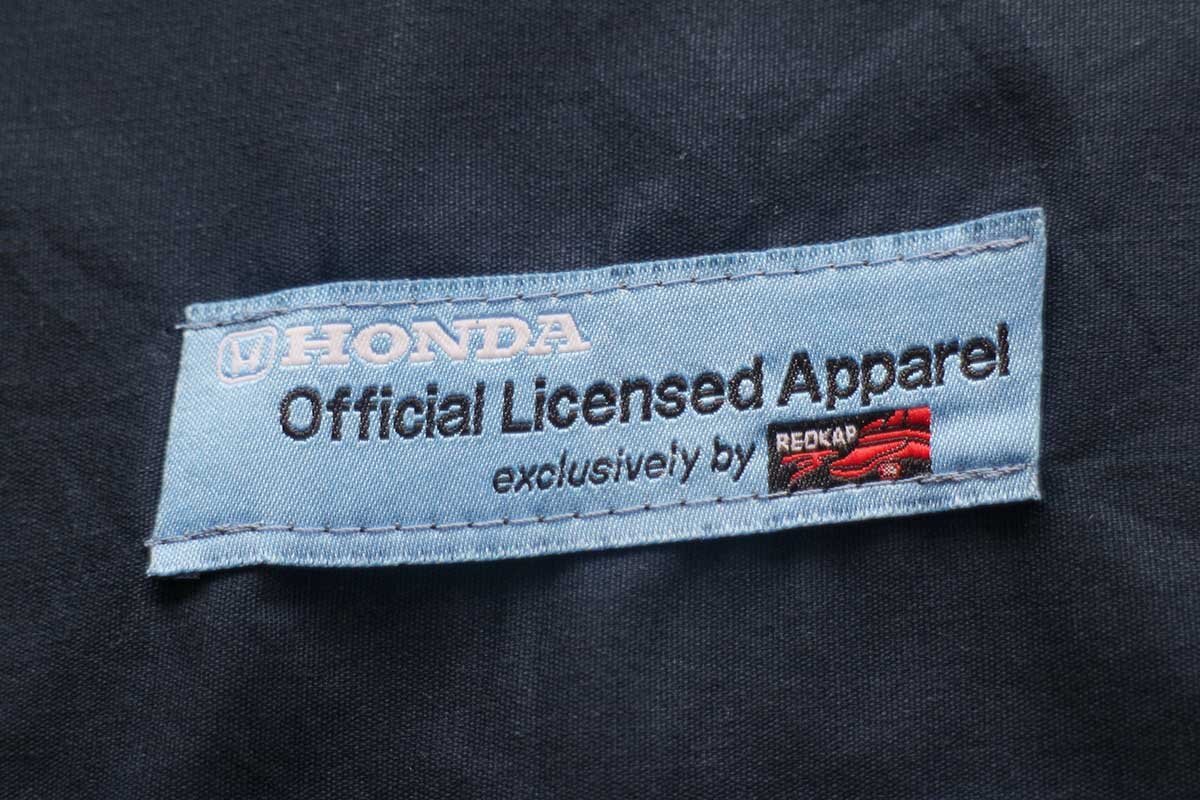 HONDA
Official Licensed Apparel
exclusively by REDKAP